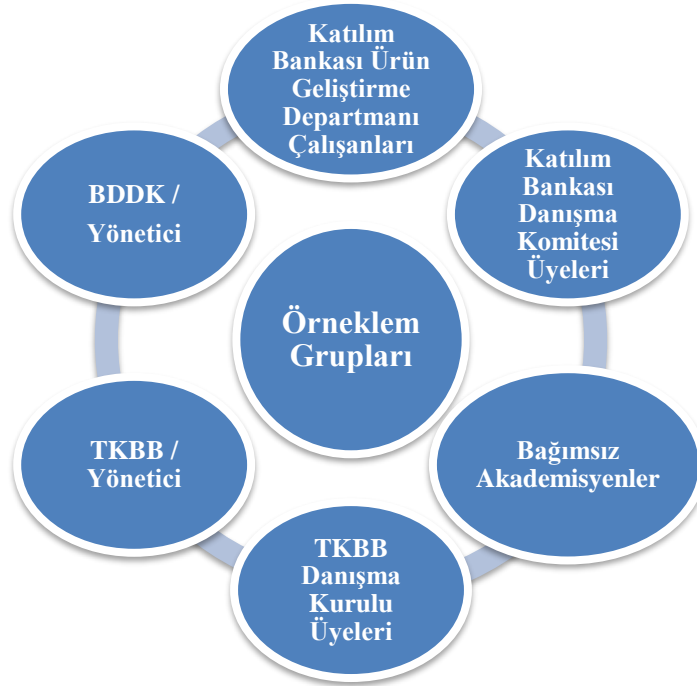 Katılım
Bankası Ürün
Geliştirme
Departmanı
Çalışanları
Katılım
Bankası
Danışma
Komitesi
Üyeleri
Bağımsız
Akademisyenler
TKBB
Danışma
Kurulu
Üyeleri
TKBB /
Yönetici
BDDK /
Yönetici
Örneklem
Grupları